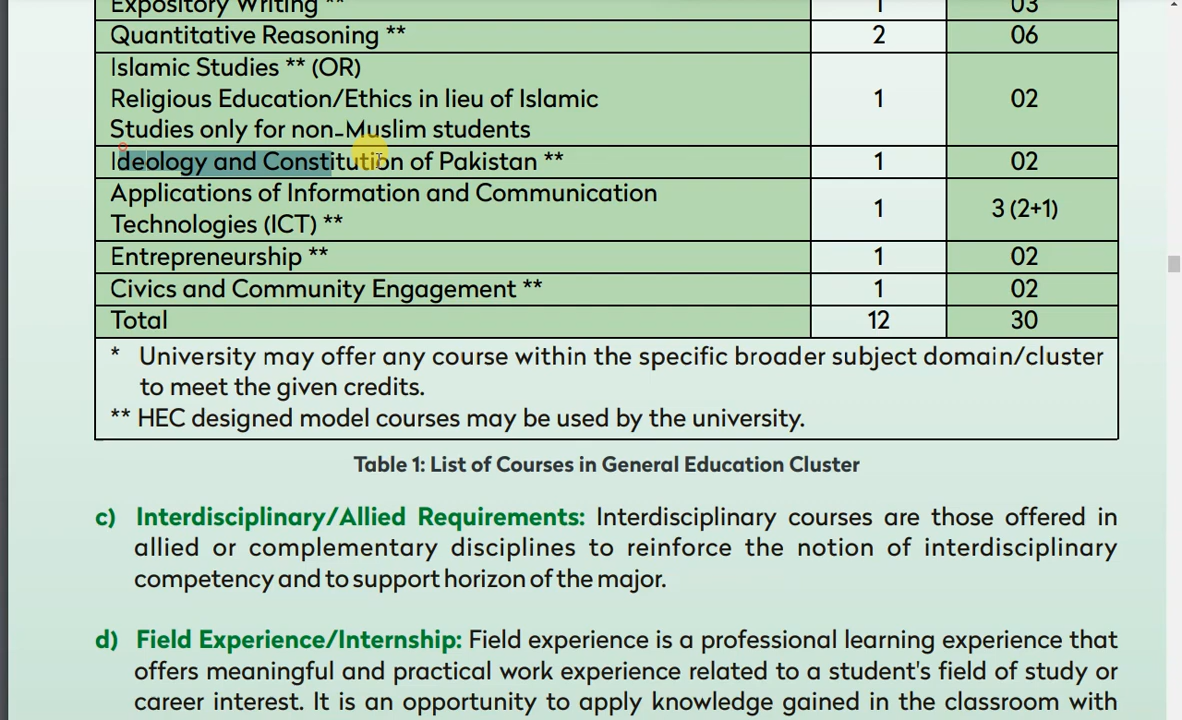 Expository Writing ** 1 03
Quantitative Reasoning ** 2 06
Islamic Studies ** (OR)
Religious Education/Ethics in lieu of Islamic 1 02
Studies only for non-Muslim students
Ideology and Constitution of Pakistan ** 1 02
Applications of Information and Communication
Technologies (ICT) ** 1 3 (2+1)
Entrepreneurship ** 1 02
Civics and Community Engagement ** 1 02
Total 12 30
* University may offer any course within the specific broader subject domain/cluster
to meet the given credits.
** HEC designed model courses may be used by the university.
Table 1: List of Courses in General Education Cluster
c) Interdisciplinary/Allied Requirements: Interdisciplinary courses are those offered in
allied or complementary disciplines to reinforce the notion of interdisciplinary
competency and to support horizon of the major.
d) Field Experience/Internship: Field experience is a professional learning experience that
offers meaningful and practical work experience related to a student's field of study or
career interest. It is an opportunity to apply knowledge gained in the classroom with